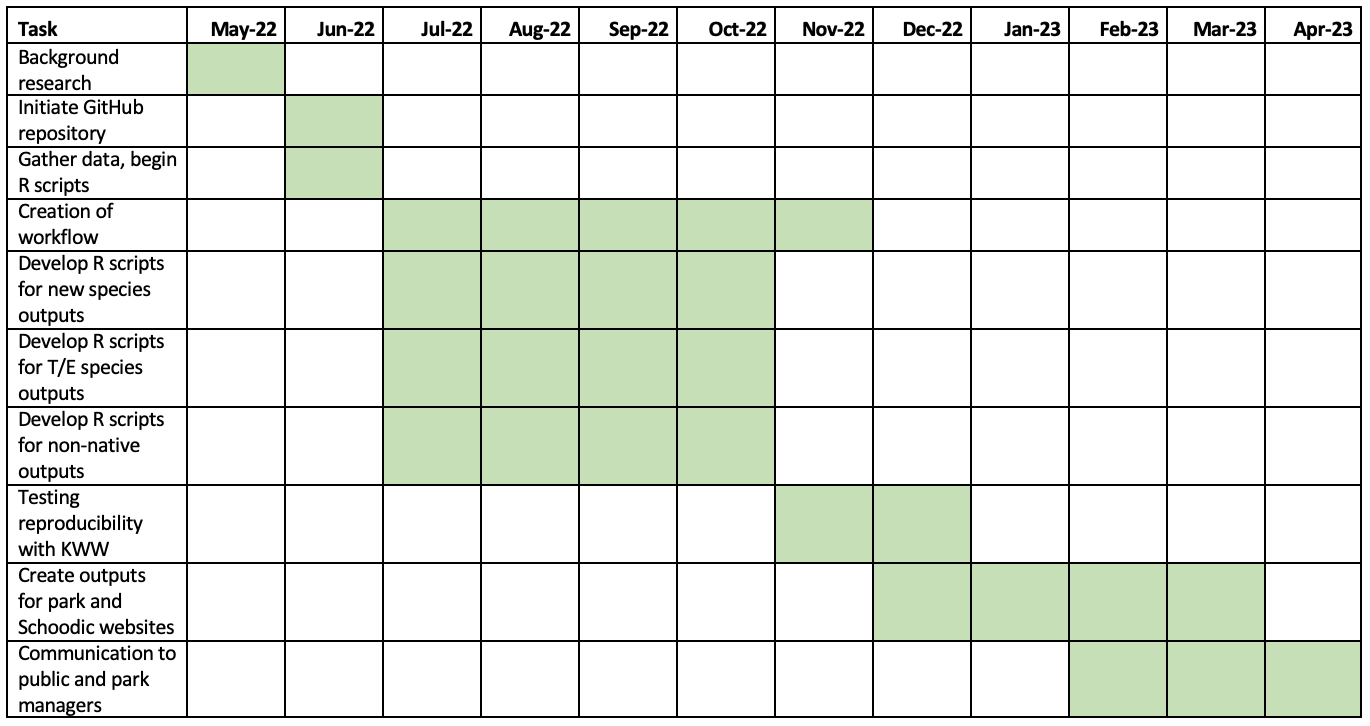 Task May-22 Jun-22 Jul-22 Aug-22 Sep-22 Oct-22 Nov-22 Dec-22 Jan-23 Feb-23 Mar-23 Apr-23
Background
research
Initiate GitHub
repository
Gather data, begin
R scripts
Creation of
workflow
Develop R scripts
for new species
outputs
Develop R scripts
for T/E species
outputs
Develop R scripts
for non-native
outputs
Testing
reproducibility
with KWW
Create outputs
for park and
Schoodic websites
Communication to
public and park
managers